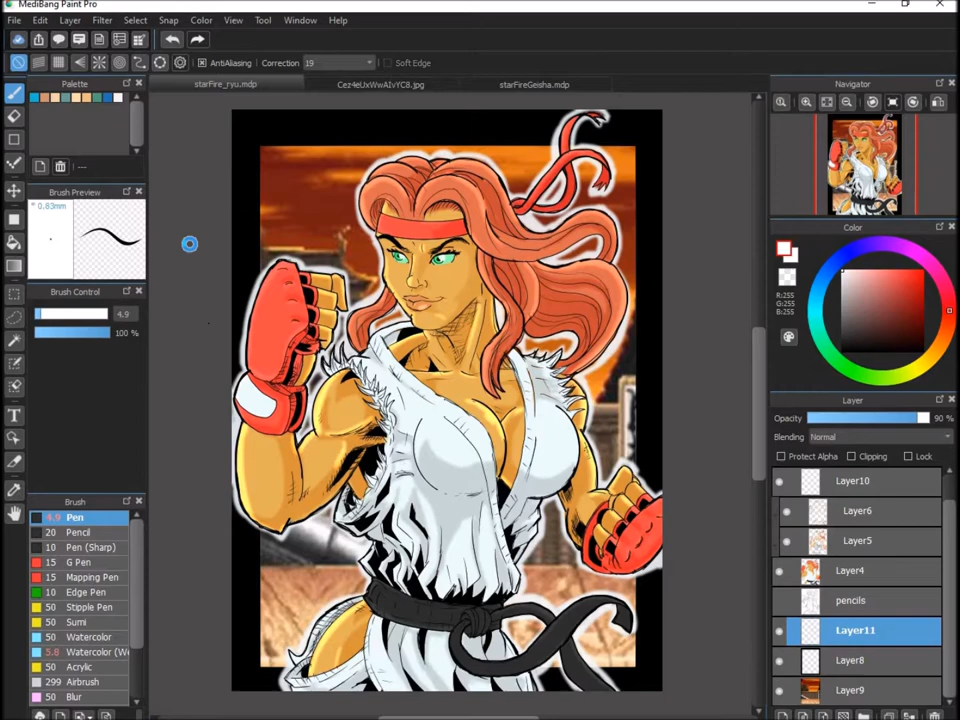 MediBang Paint Pro
File Edit Layer Filter Select Snap Color View Tool Window Help
AntiAliasing Correction 19 Soft Edge
Palette
starFire_ryu.mdp Cez4eUxWwAIvYC8.jpg starFireGeisha.mdp
Navigator
---
Brush Preview
* 0.83mm
Color
R:255
G:255
B:255
Brush Control
4.9
100 %
Layer
Opacity 90 %
Blending Normal
Protect Alpha Clipping Lock
Layer10
Layer6
Layer5
Layer4
pencils
Layer11
Layer8
Layer9
Brush
4.9 Pen
20 Pencil
10 Pen (Sharp)
15 G Pen
15 Mapping Pen
10 Edge Pen
50 Stipple Pen
50 Sumi
50 Watercolor
5.8 Watercolor (We
50 Acrylic
299 Airbrush
50 Blur